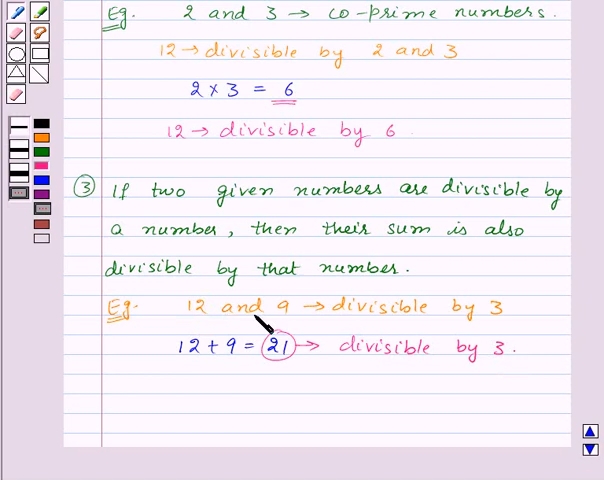 Eg. 2 and 3 → co-prime numbers.
12 → divisible by 2 and 3
2 × 3 = 6
12 → divisible by 6
③ If two given numbers are divisible by
a number, then their sum is also
divisible by that number.
Eg. 12 and 9 → divisible by 3
12 + 9 = 21 → divisible by 3.